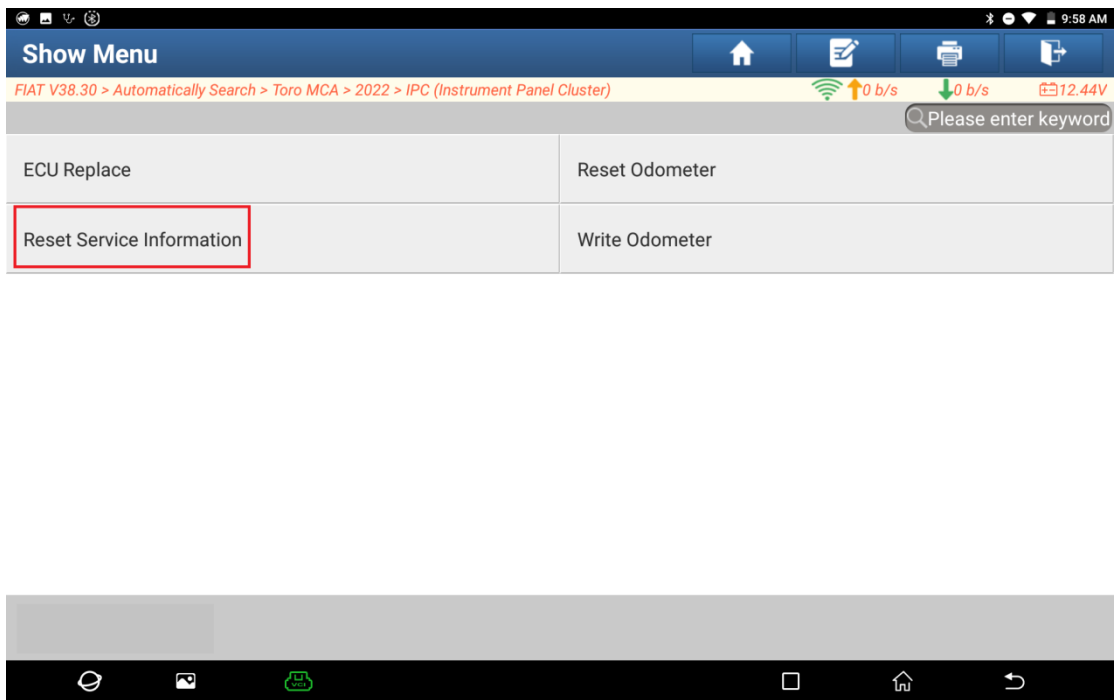 9:58 AM
Show Menu
FIAT V38.30 > Automatically Search > Toro MCA > 2022 > IPC (Instrument Panel Cluster) 0 b/s 0 b/s 12.44V
Please enter keyword
ECU Replace Reset Odometer
Reset Service Information Write Odometer
VCI